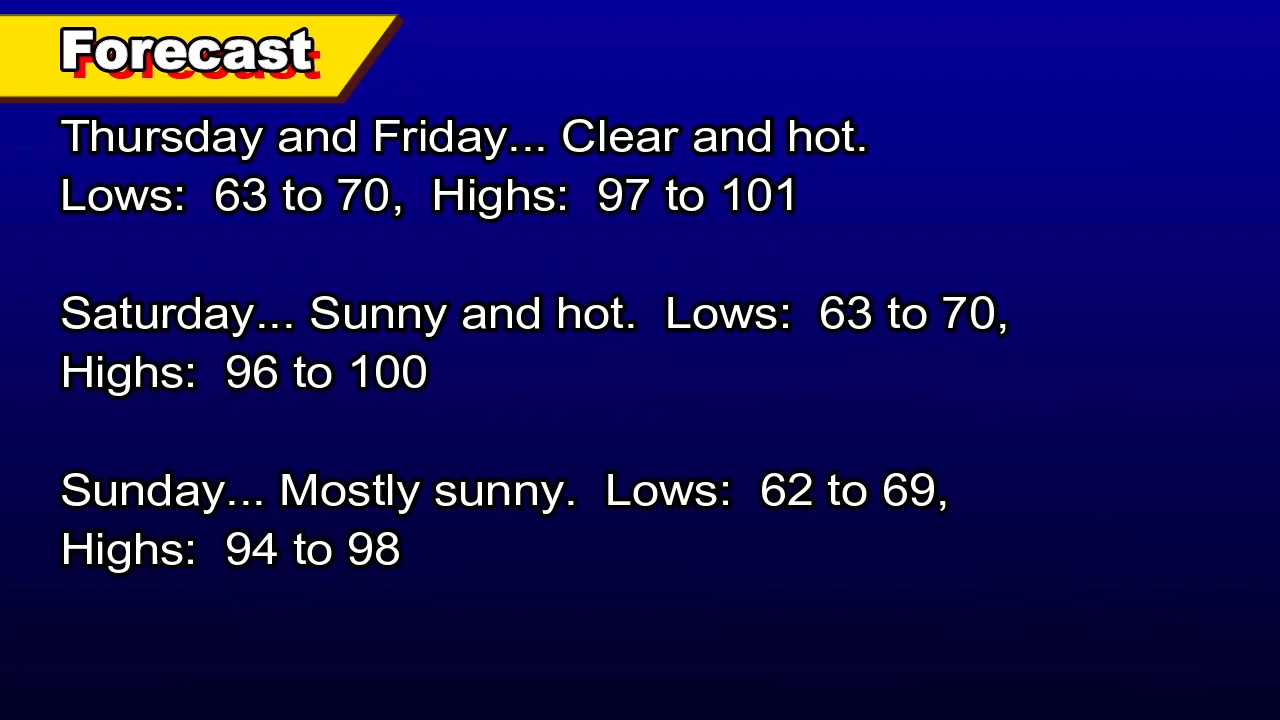 Forecast
Thursday and Friday... Clear and hot.
Lows:  63 to 70,  Highs:  97 to 101
Saturday... Sunny and hot.  Lows:  63 to 70,
Highs:  96 to 100
Sunday... Mostly sunny.  Lows:  62 to 69,
Highs:  94 to 98